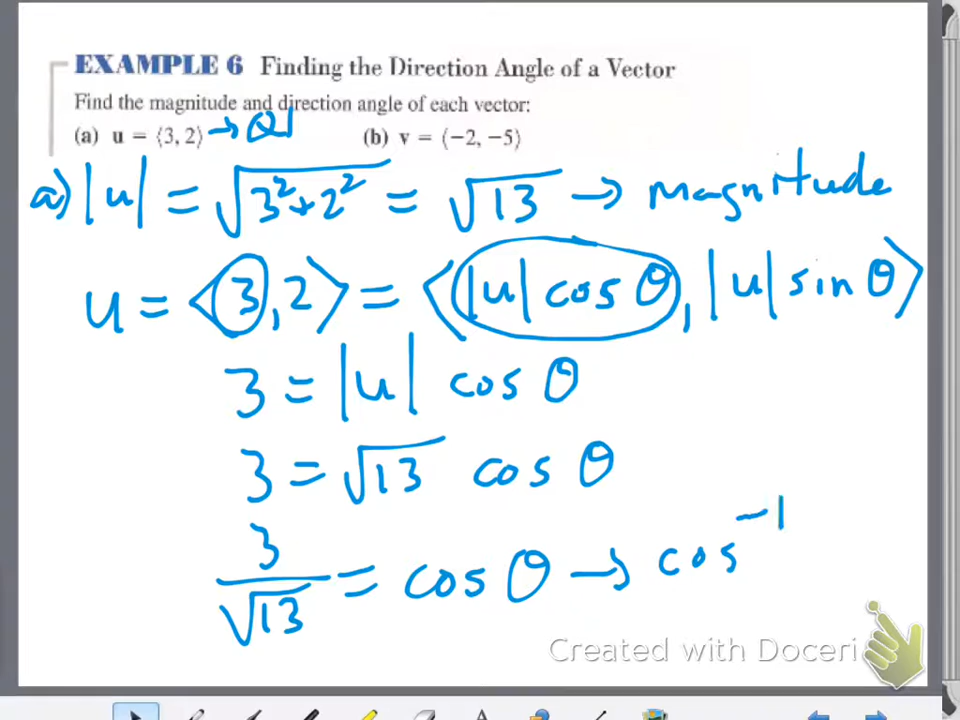 EXAMPLE 6 Finding the Direction Angle of a Vector
Find the magnitude and direction angle of each vector:
(a) u = ⟨3, 2⟩ → Q1 (b) v = ⟨−2, −5⟩
a) |u| = √(3²+2²) = √13 → magnitude
u = <3, 2> = <|u| cos θ, |u| sin θ>
3 = |u| cos θ
3 = √13 cos θ
3/√13 = cos θ → cos⁻¹
Created with Doceri